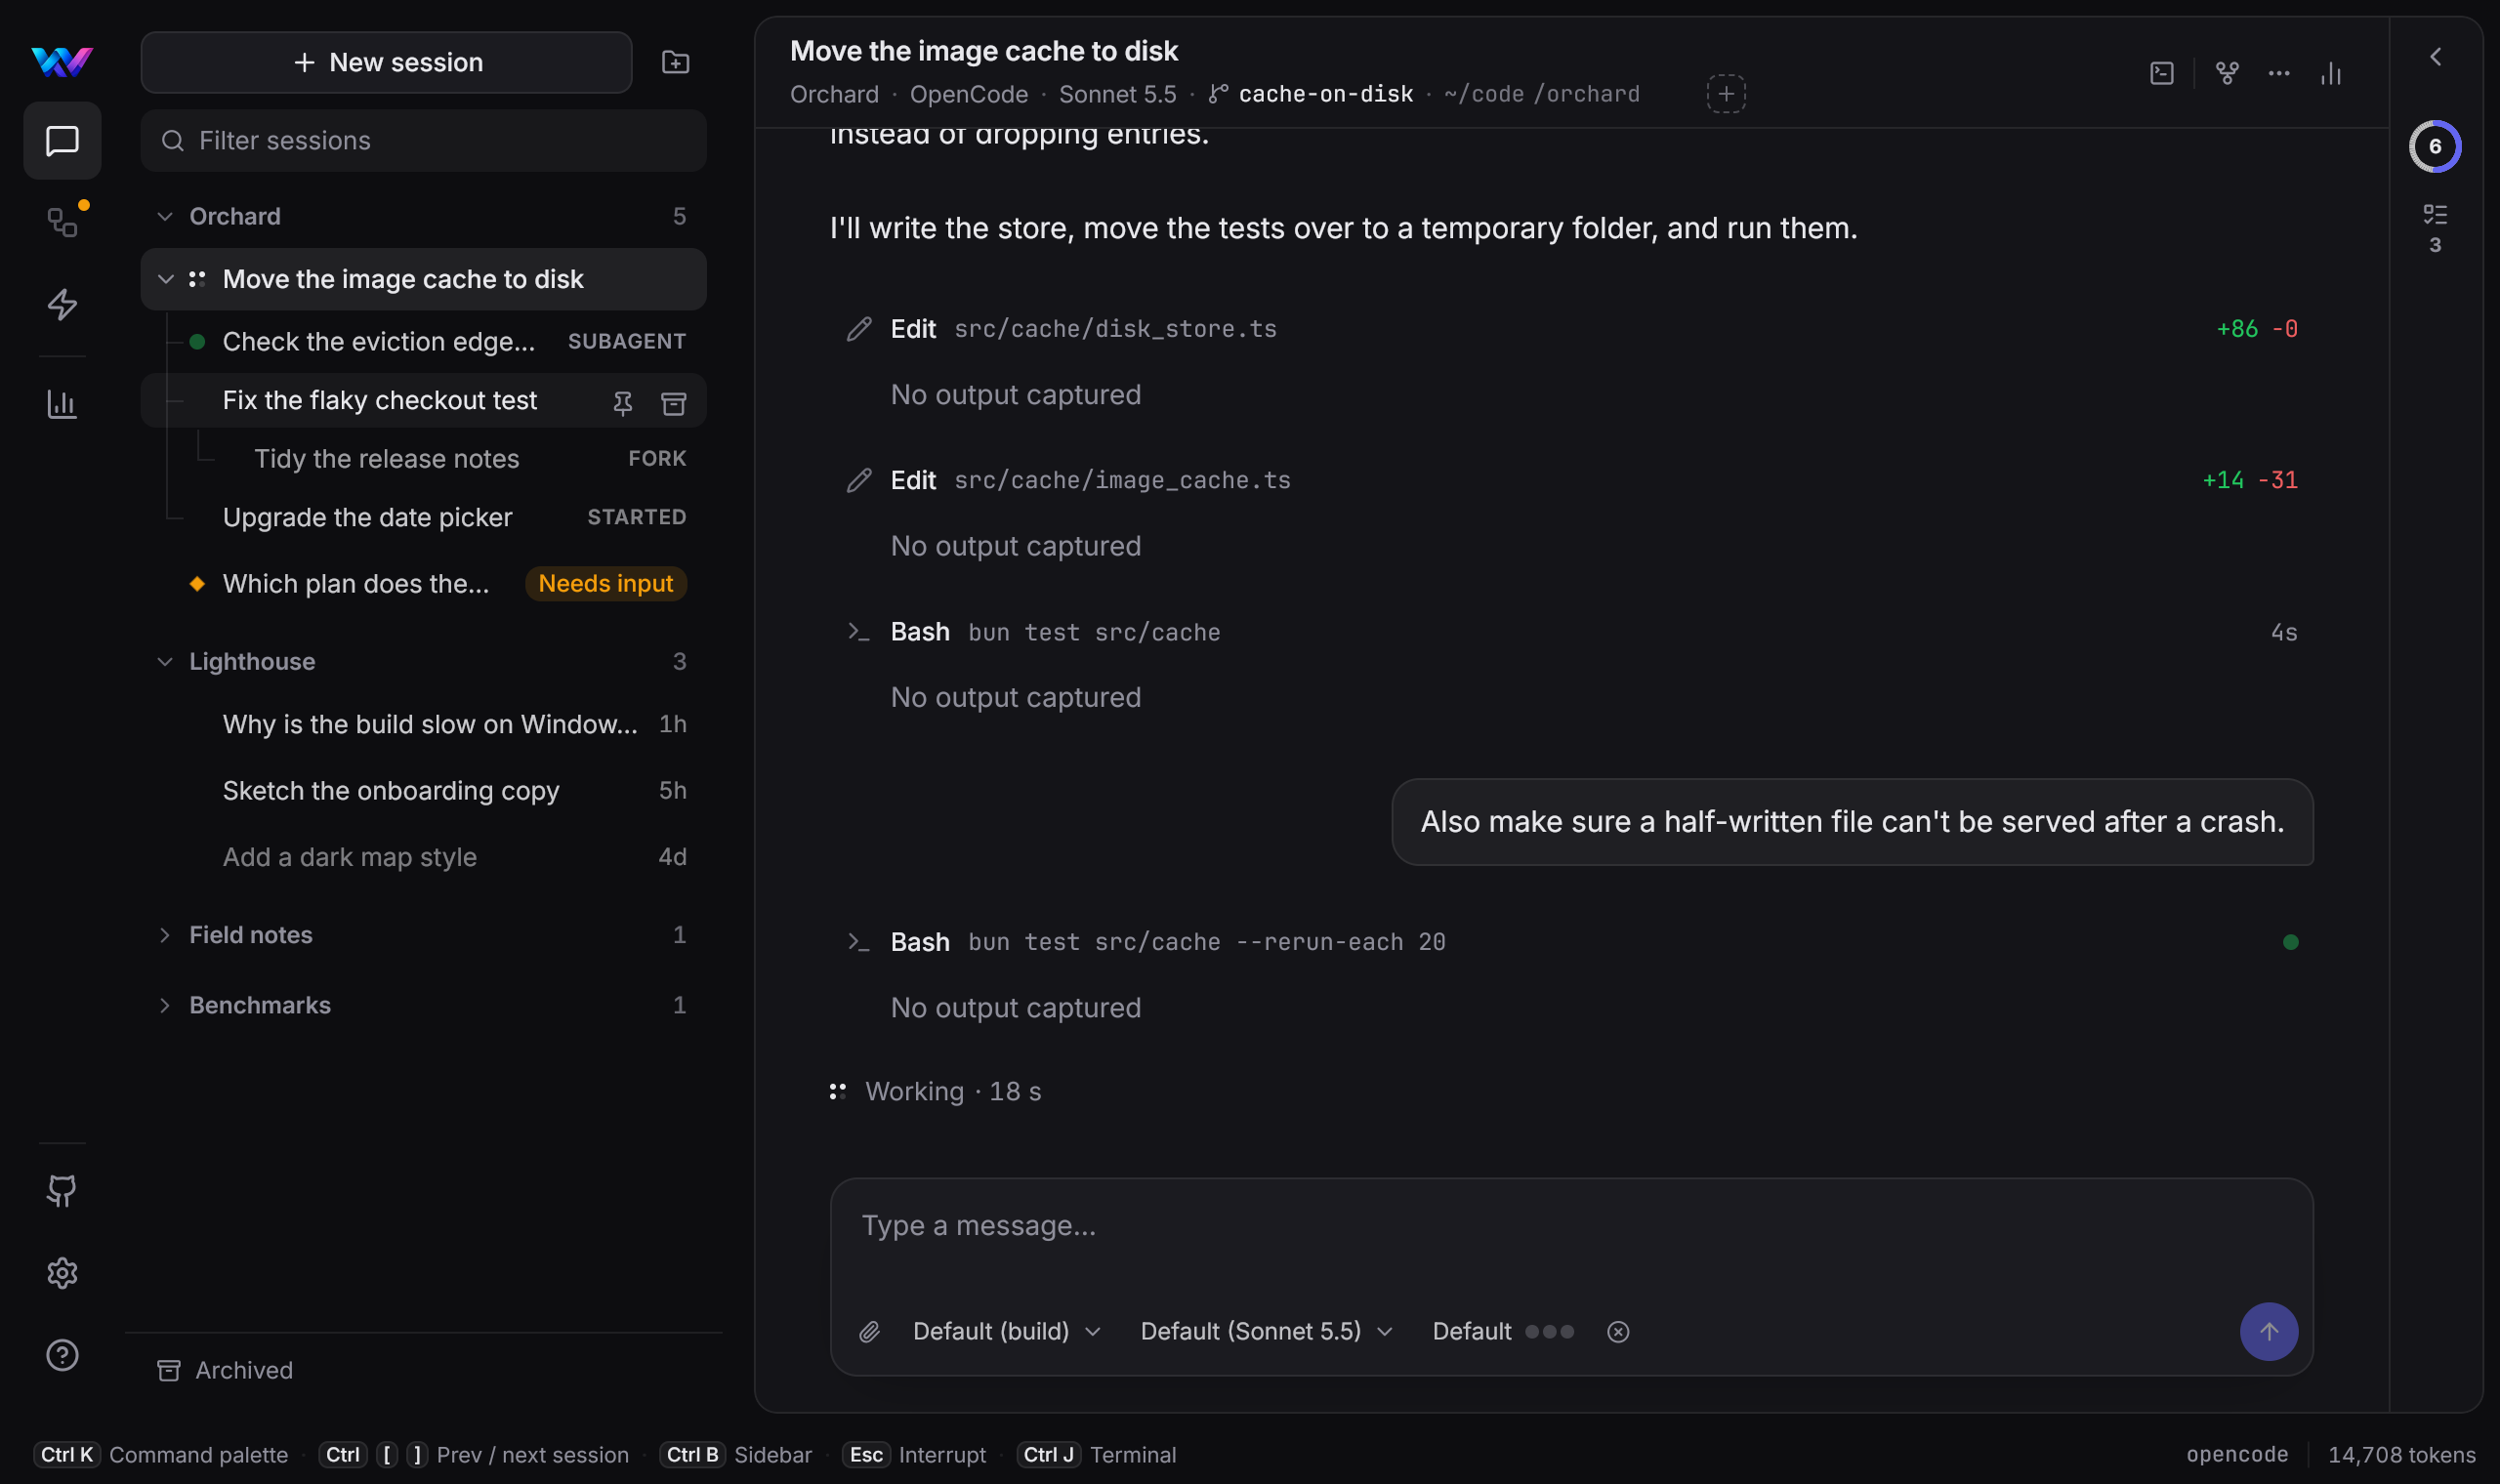 New session
Filter sessions
Orchard 5
Move the image cache to disk
Check the eviction edge... SUBAGENT
Fix the flaky checkout test
Tidy the release notes FORK
Upgrade the date picker STARTED
Which plan does the... Needs input
Lighthouse 3
Why is the build slow on Window... 1h
Sketch the onboarding copy 5h
Add a dark map style 4d
Field notes 1
Benchmarks 1
Archived
Move the image cache to disk
Orchard · OpenCode · Sonnet 5.5 · cache-on-disk · ~/code /orchard
instead of dropping entries.
I'll write the store, move the tests over to a temporary folder, and run them.
Edit src/cache/disk_store.ts +86 -0
No output captured
Edit src/cache/image_cache.ts +14 -31
No output captured
Bash bun test src/cache 4s
No output captured
Also make sure a half-written file can't be served after a crash.
Bash bun test src/cache --rerun-each 20
No output captured
Working · 18 s
Type a message...
Default (build) Default (Sonnet 5.5) Default
6
3
Ctrl K Command palette · Ctrl [ ] Prev / next session · Ctrl B Sidebar · Esc Interrupt · Ctrl J Terminal
opencode 14,708 tokens